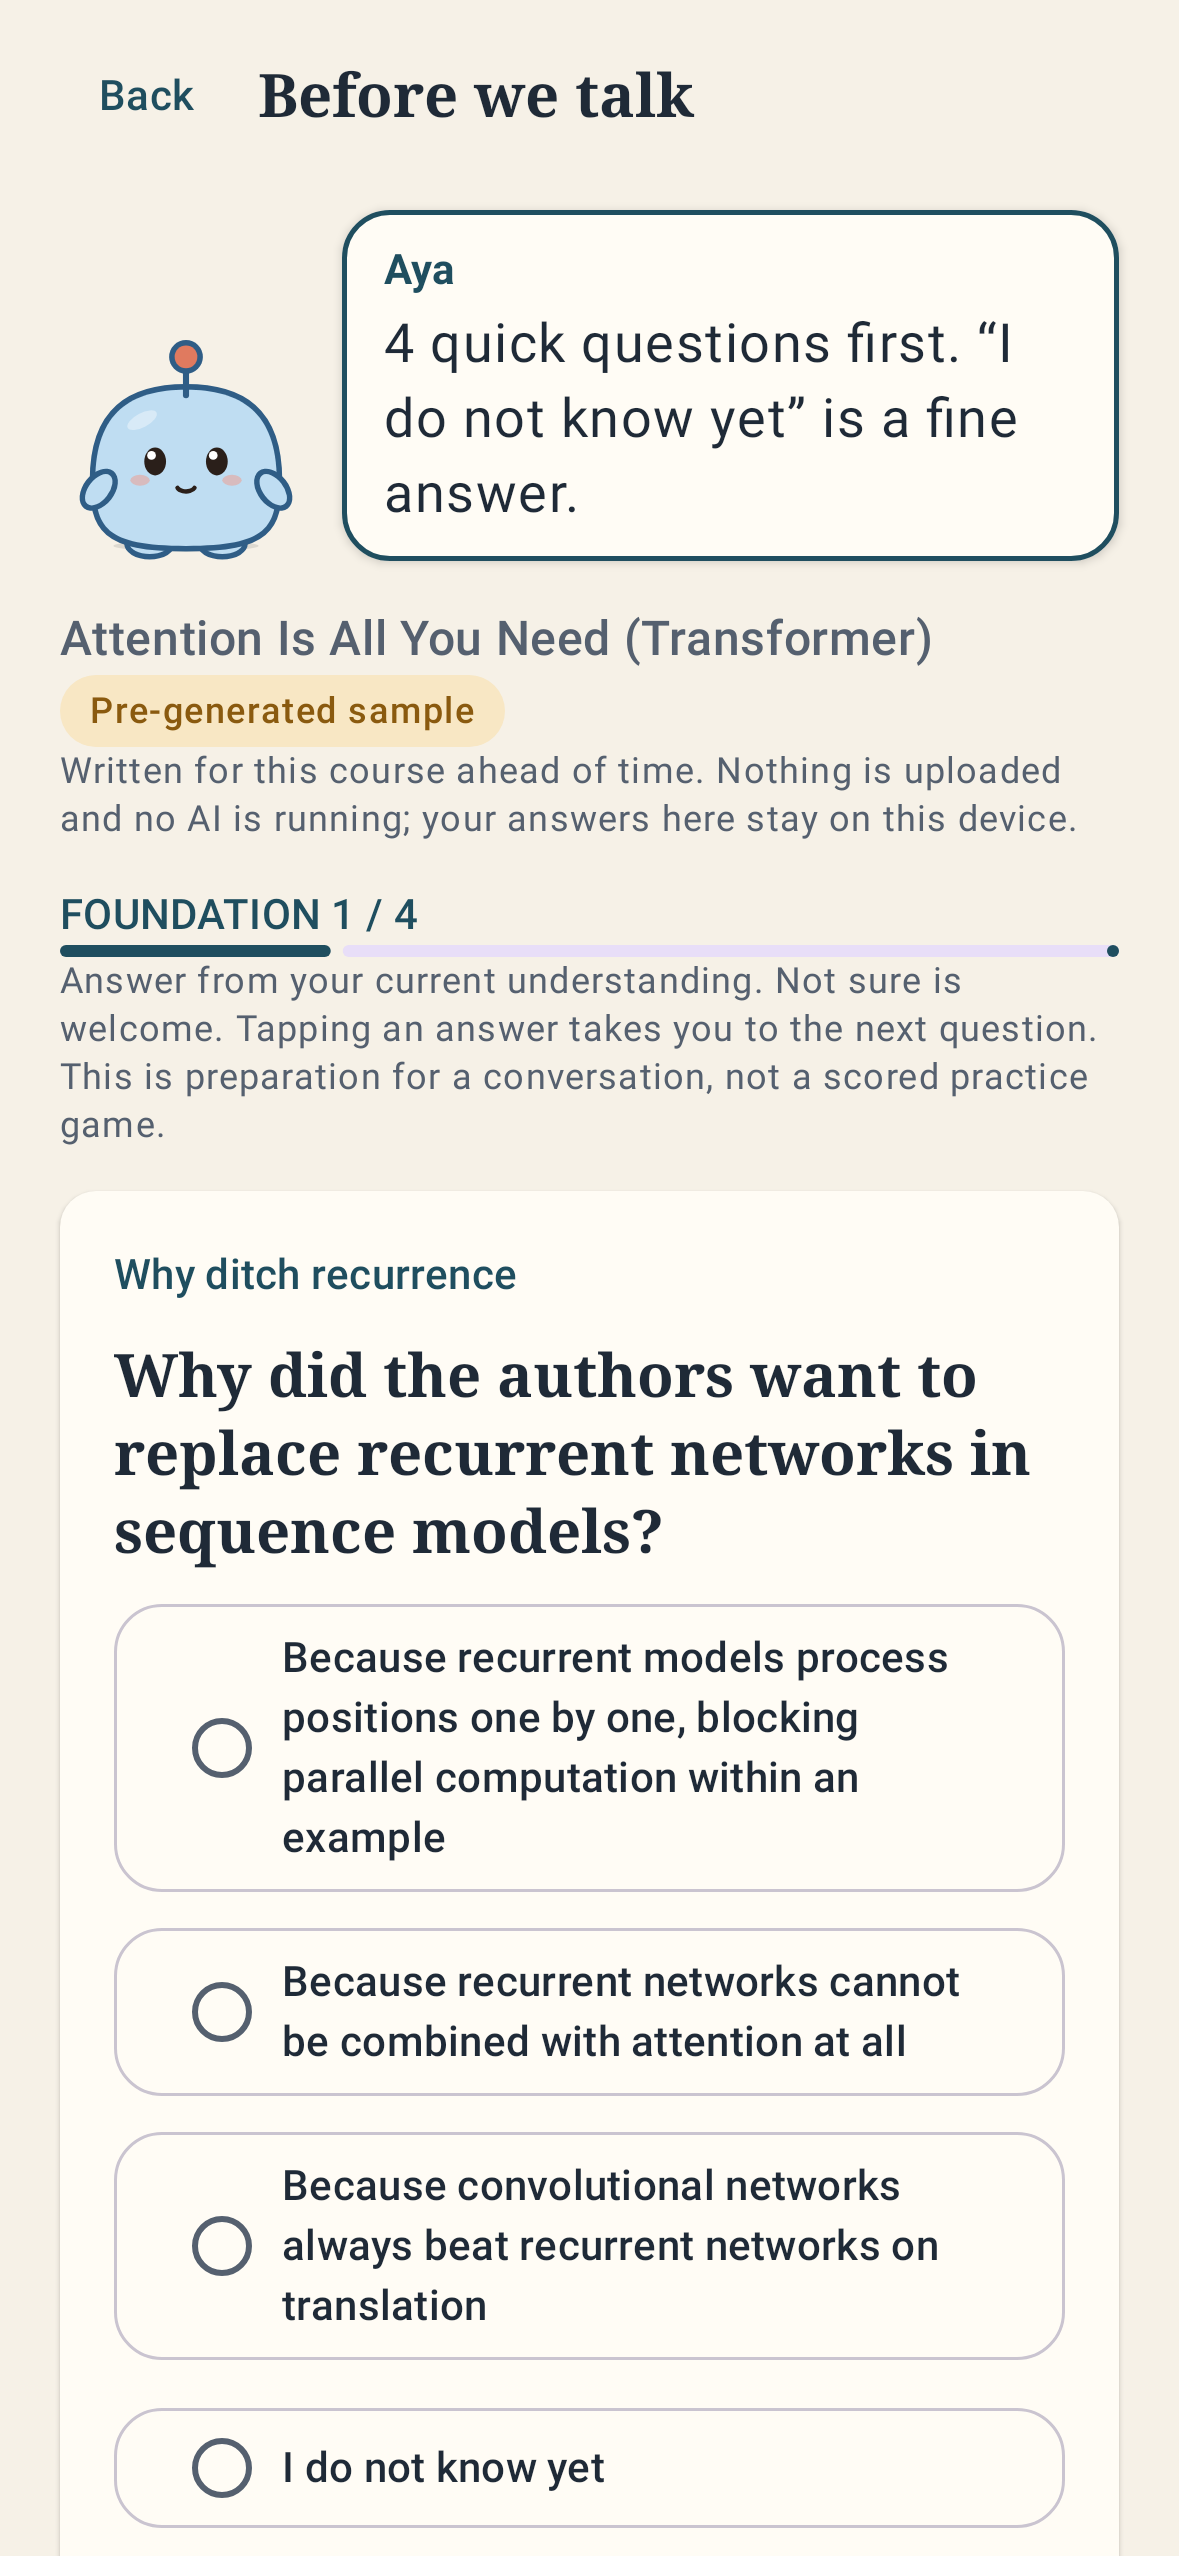 Back Before we talk
Aya
4 quick questions first. “I
do not know yet” is a fine
answer.
Attention Is All You Need (Transformer)
Pre-generated sample
Written for this course ahead of time. Nothing is uploaded
and no AI is running; your answers here stay on this device.
FOUNDATION 1 / 4
Answer from your current understanding. Not sure is
welcome. Tapping an answer takes you to the next question.
This is preparation for a conversation, not a scored practice
game.
Why ditch recurrence
Why did the authors want to
replace recurrent networks in
sequence models?
Because recurrent models process
positions one by one, blocking
parallel computation within an
example
Because recurrent networks cannot
be combined with attention at all
Because convolutional networks
always beat recurrent networks on
translation
I do not know yet